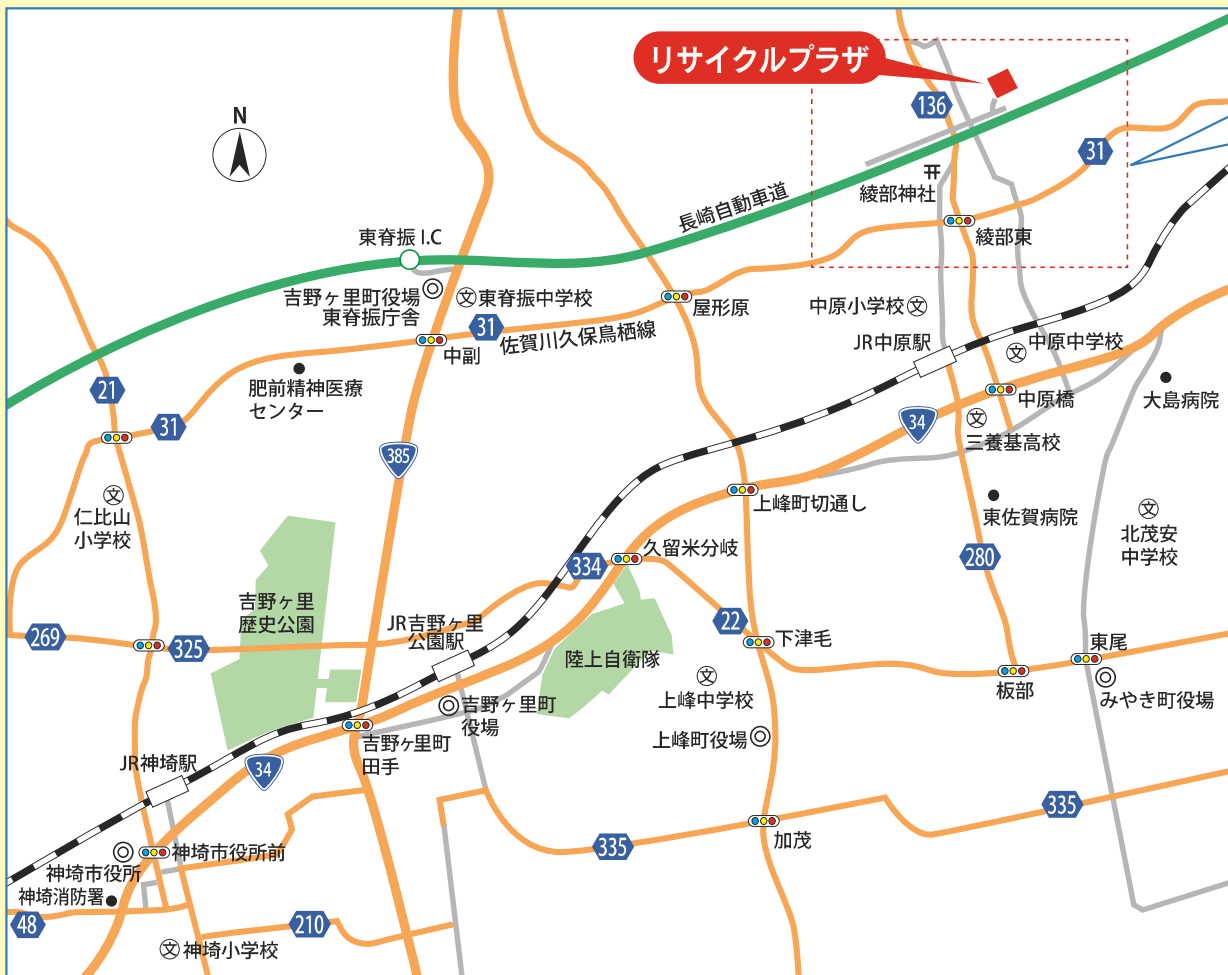 リサイクルプラザ
N
136
31
綾部神社
長崎自動車道
綾部東
東脊振 I.C
吉野ヶ里町役場
東脊振庁舎
文
東脊振中学校
31
佐賀川久保鳥栖線
屋形原
中原小学校
文
中副
JR中原駅
文
中原中学校
肥前精神医療
センター
21
31
中原橋
大島病院
34
文
三養基高校
385
文
仁比山
小学校
上峰町切通し
東佐賀病院
文
北茂安
中学校
久留米分岐
334
280
吉野ヶ里
歴史公園
JR吉野ヶ里
公園駅
22
下津毛
269
325
陸上自衛隊
東尾
文
上峰中学校
板部
みやき町役場
吉野ヶ里町
役場
上峰町役場
吉野ヶ里町
田手
JR神埼駅
34
335
335
加茂
神埼市役所前
神埼市役所
神埼消防署
48
210
文
神埼小学校